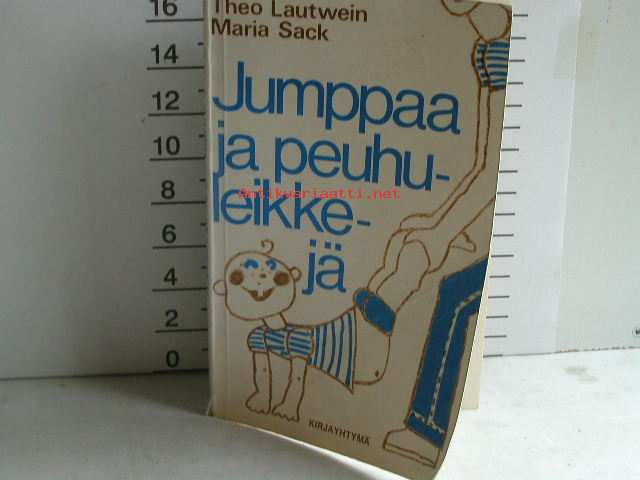 Theo Lautwein
Maria Sack
Jumppaa
ja peuhu-
leikke-
jä
KIRJAYHTYMÄ
Antikvariaatti.net
16
14
12
10
8
6
4
2
0